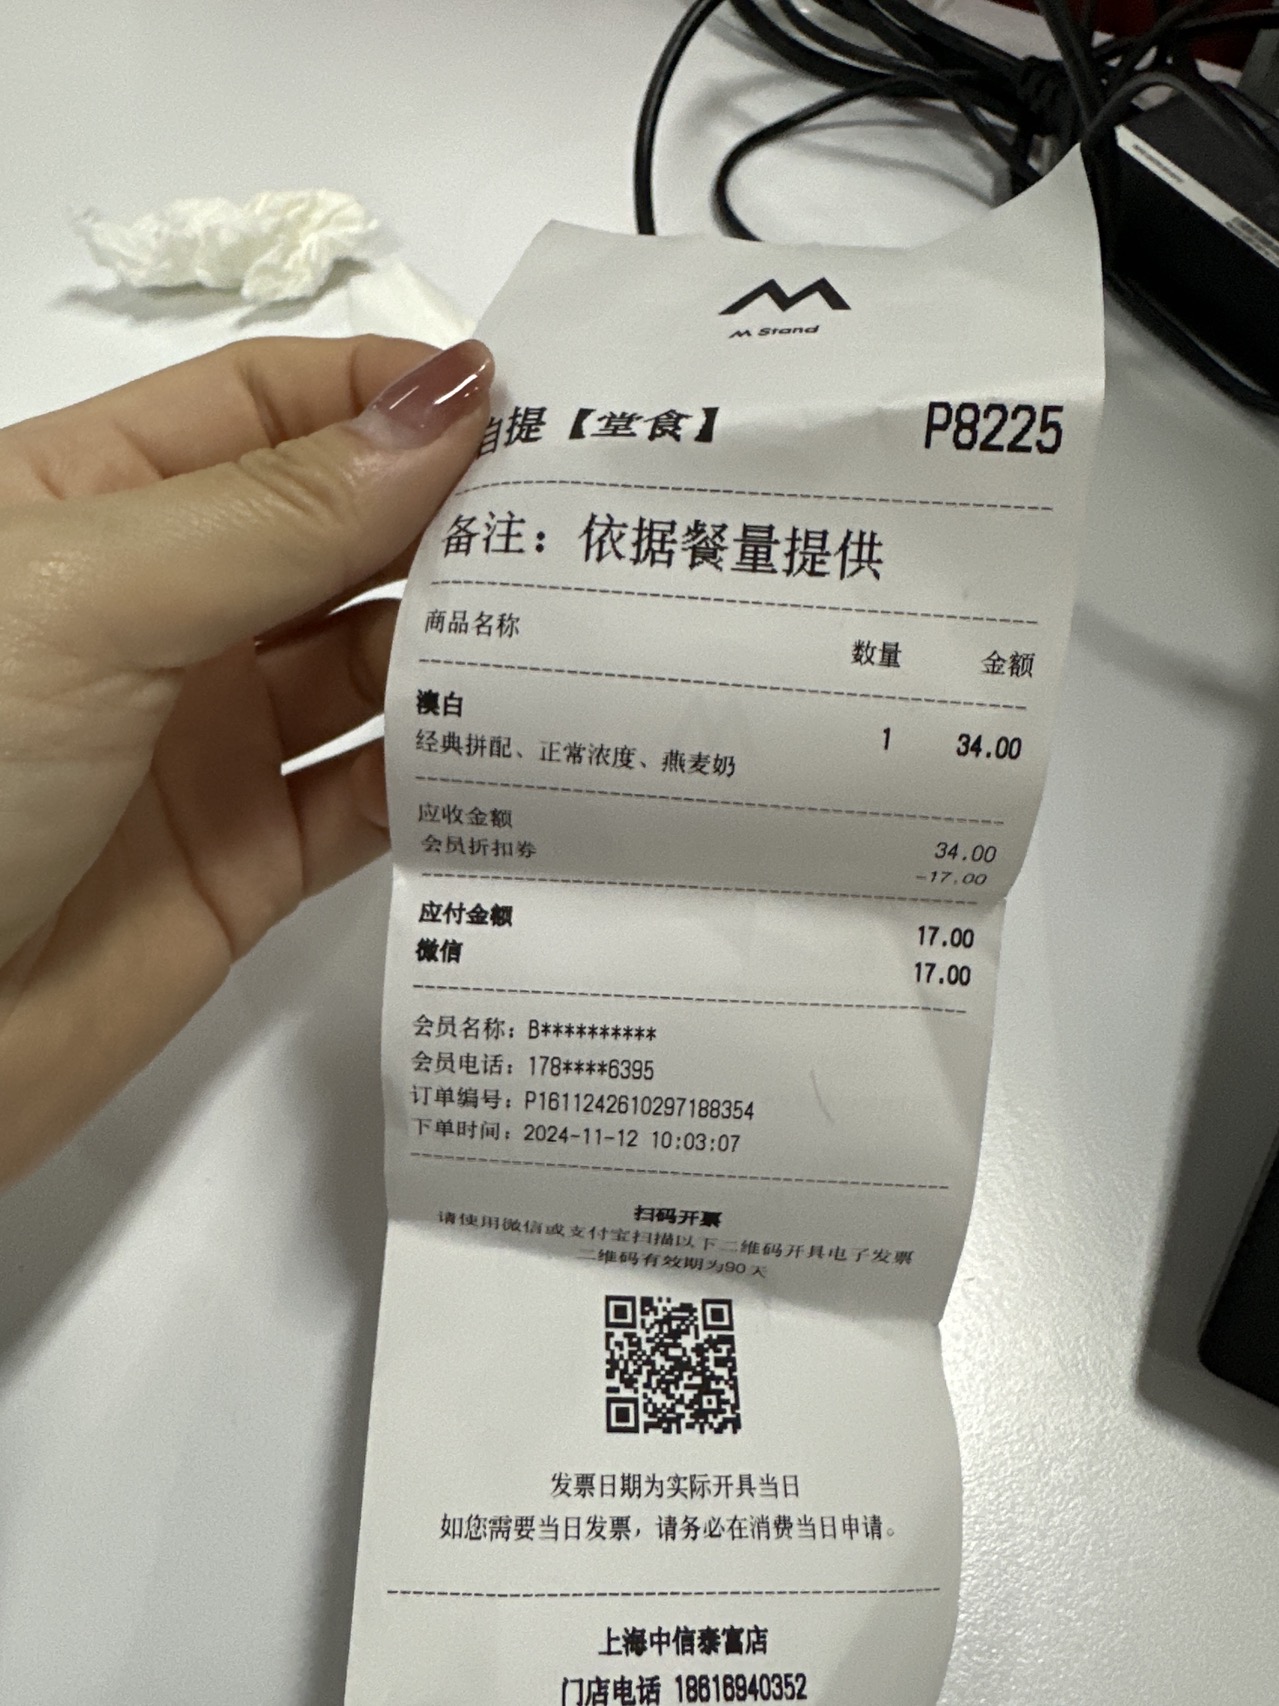 M Stand
自提【堂食】 P8225
备注：依据餐量提供
商品名称 数量 金额
澳白 1 34.00
经典拼配、正常浓度、燕麦奶
应收金额 34.00
会员折扣券 -17.00
应付金额 17.00
微信 17.00
会员名称：B**********
会员电话：178****6395
订单编号：P1611242610297188354
下单时间：2024-11-12 10:03:07
扫码开票
请使用微信或支付宝扫描以下二维码开具电子发票
二维码有效期为90天
发票日期为实际开具当日
如您需要当日发票，请务必在消费当日申请。
上海中信泰富店
门店电话 18616940352